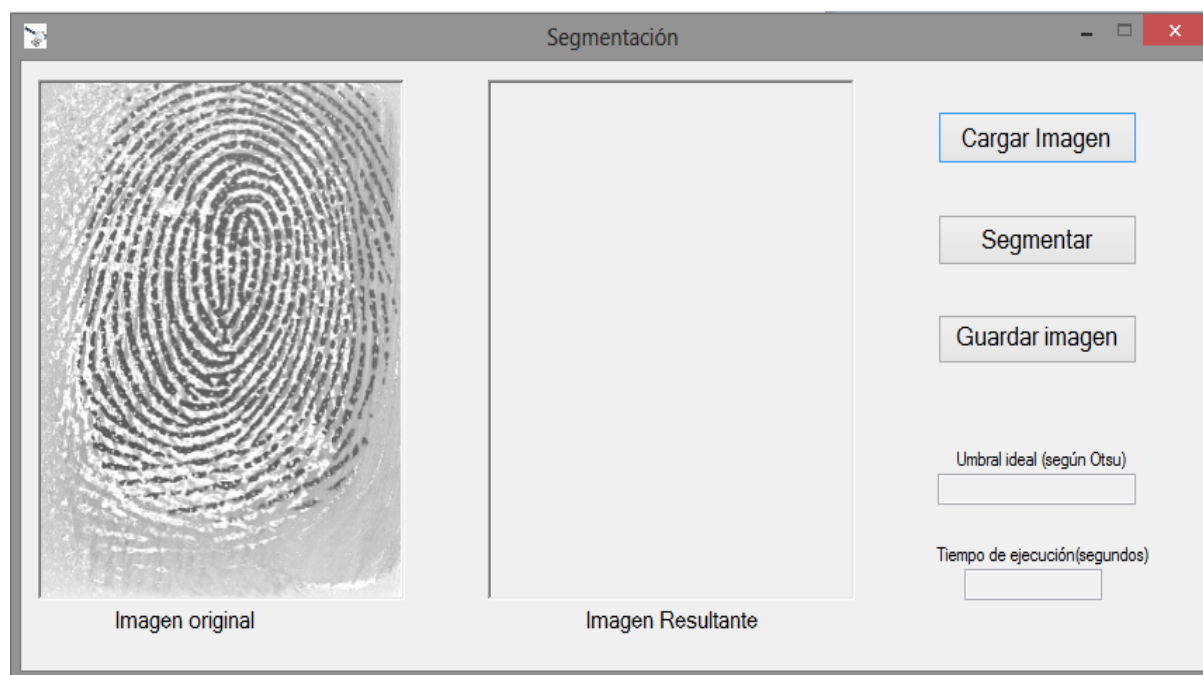 Segmentación
Cargar Imagen
Segmentar
Guardar imagen
Umbral ideal (según Otsu)
Tiempo de ejecución(segundos)
Imagen original
Imagen Resultante